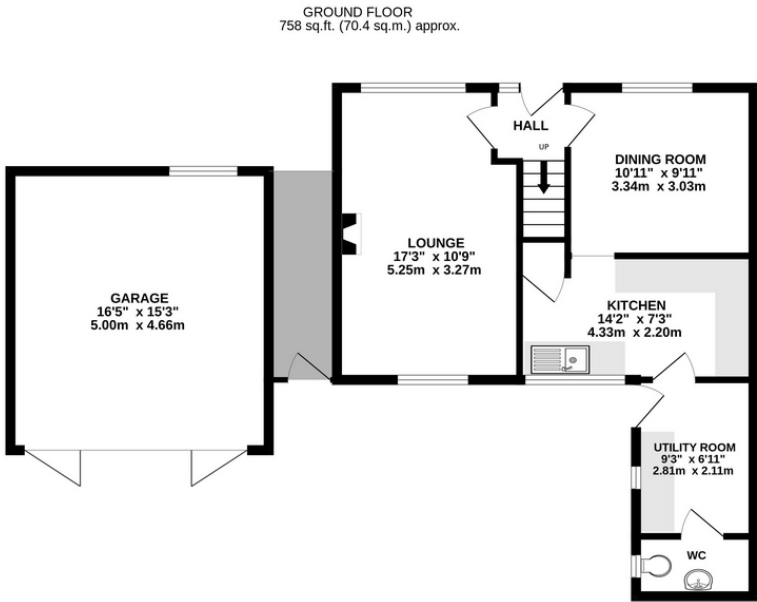 GROUND FLOOR
758 sq.ft. (70.4 sq.m.) approx.
HALL
UP
DINING ROOM
10'11" x 9'11"
3.34m x 3.03m
LOUNGE
17'3" x 10'9"
5.25m x 3.27m
GARAGE
16'5" x 15'3"
5.00m x 4.66m
KITCHEN
14'2" x 7'3"
4.33m x 2.20m
UTILITY ROOM
9'3" x 6'11"
2.81m x 2.11m
WC